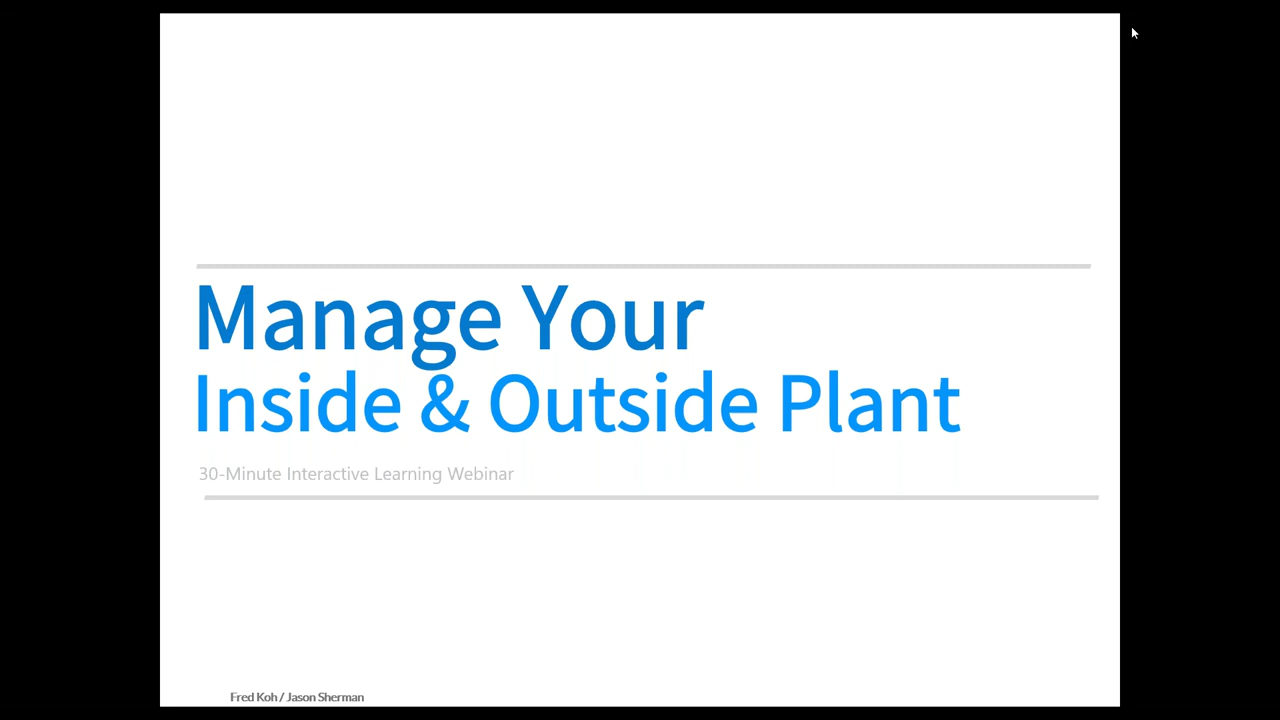 Manage Your
Inside & Outside Plant
30-Minute Interactive Learning Webinar
Fred Koh / Jason Sherman